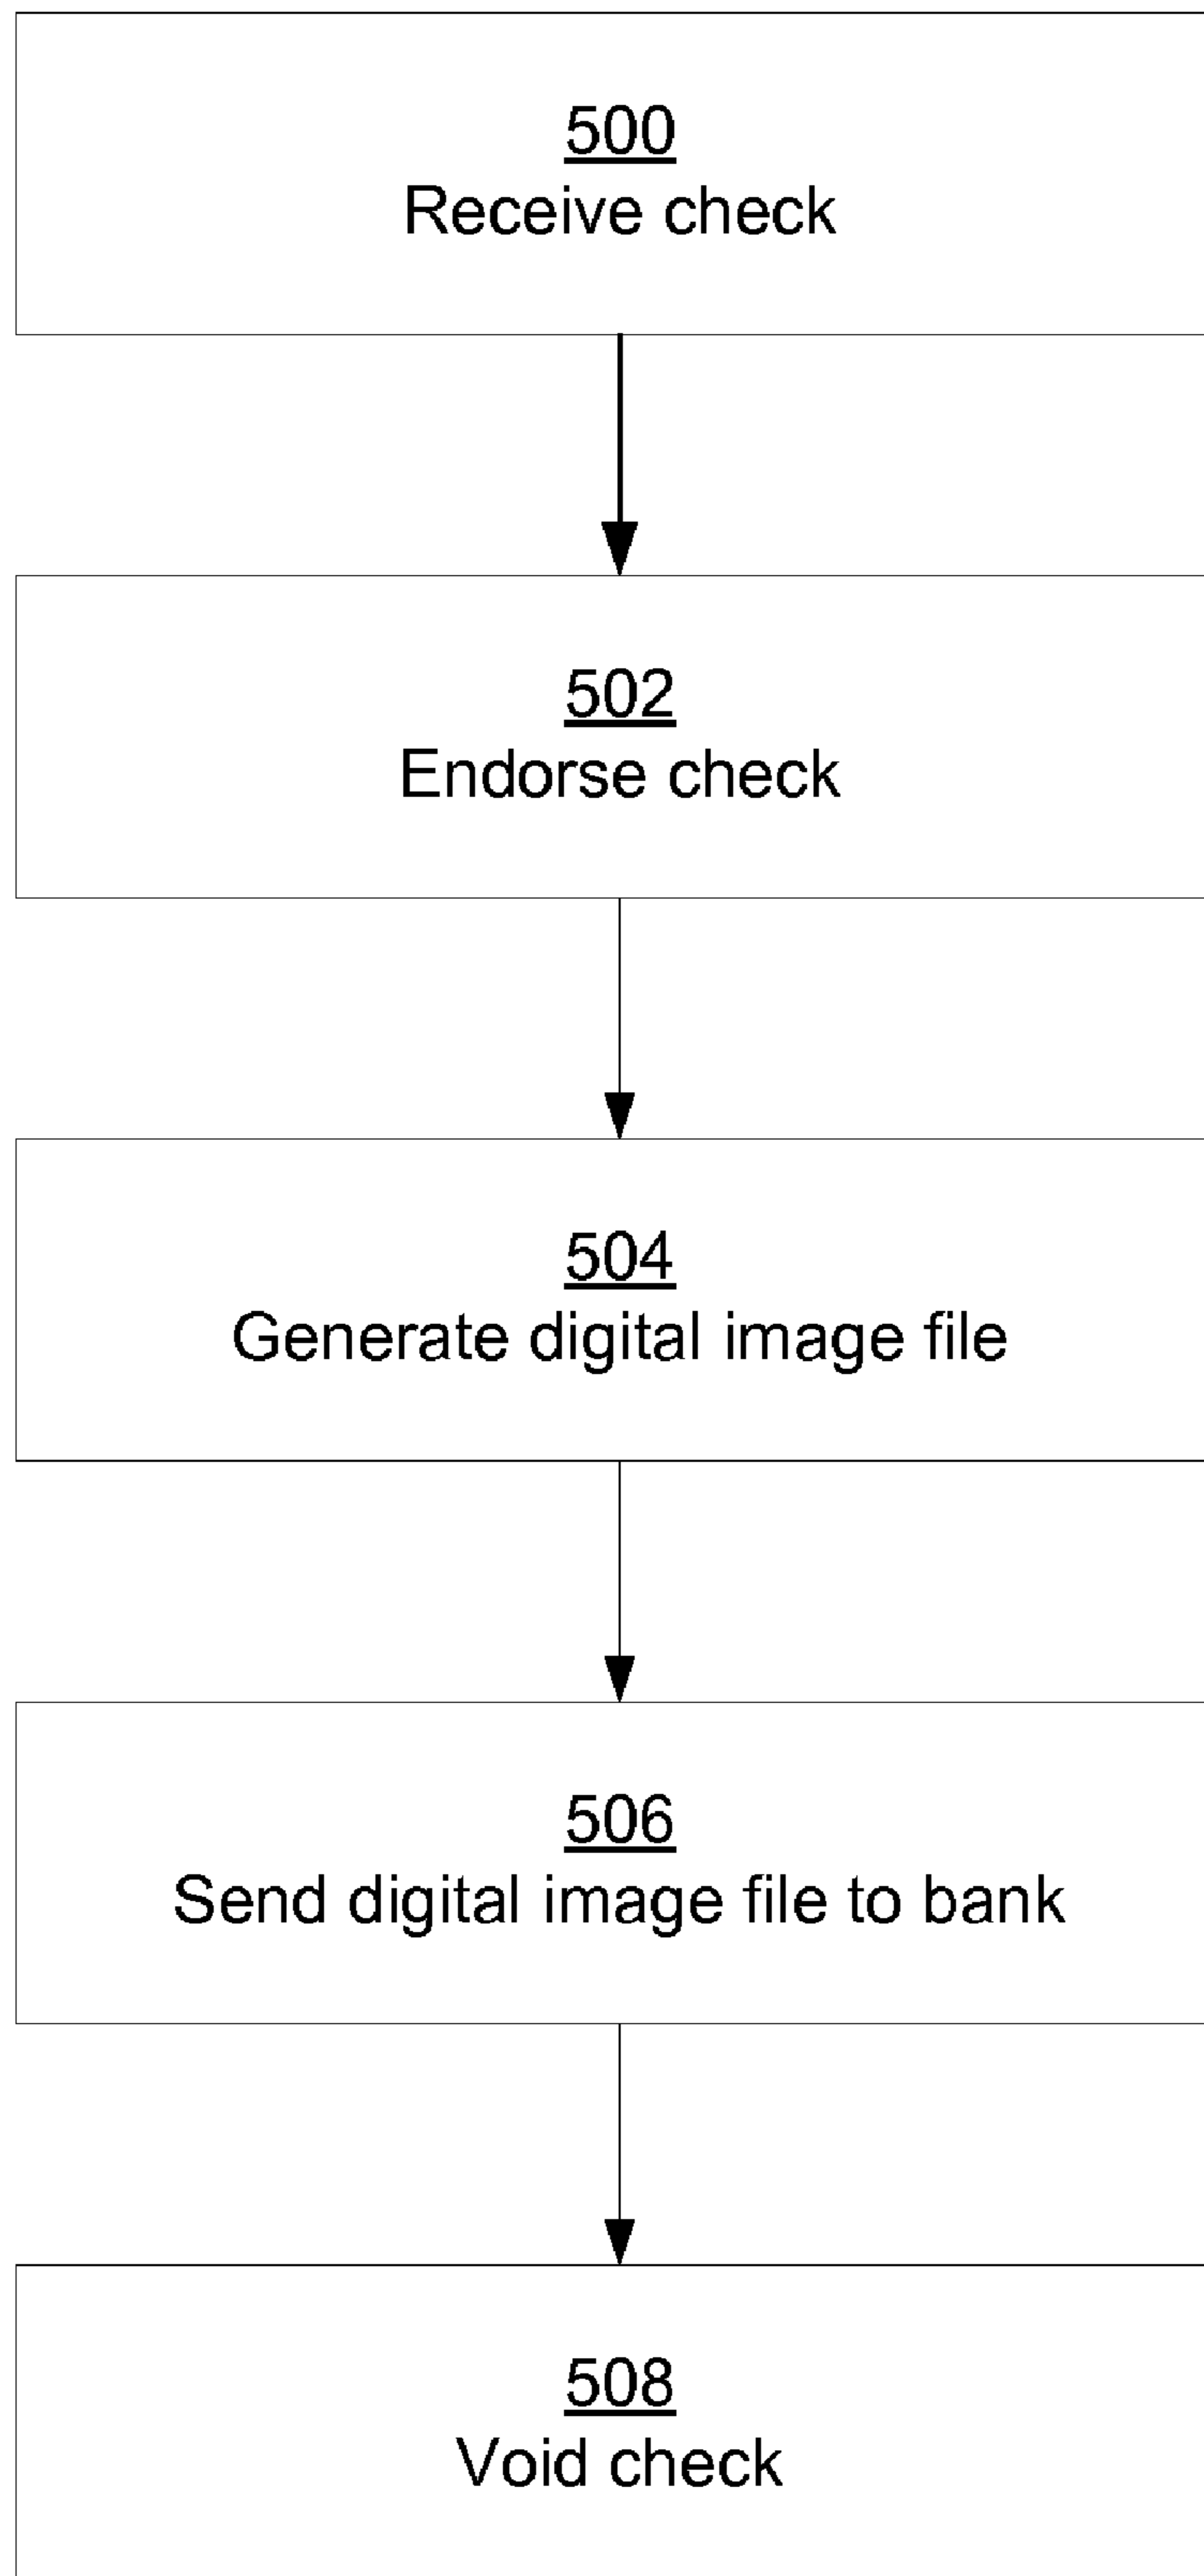 500
Receive check
502
Endorse check
504
Generate digital image file
506
Send digital image file to bank
508
Void check